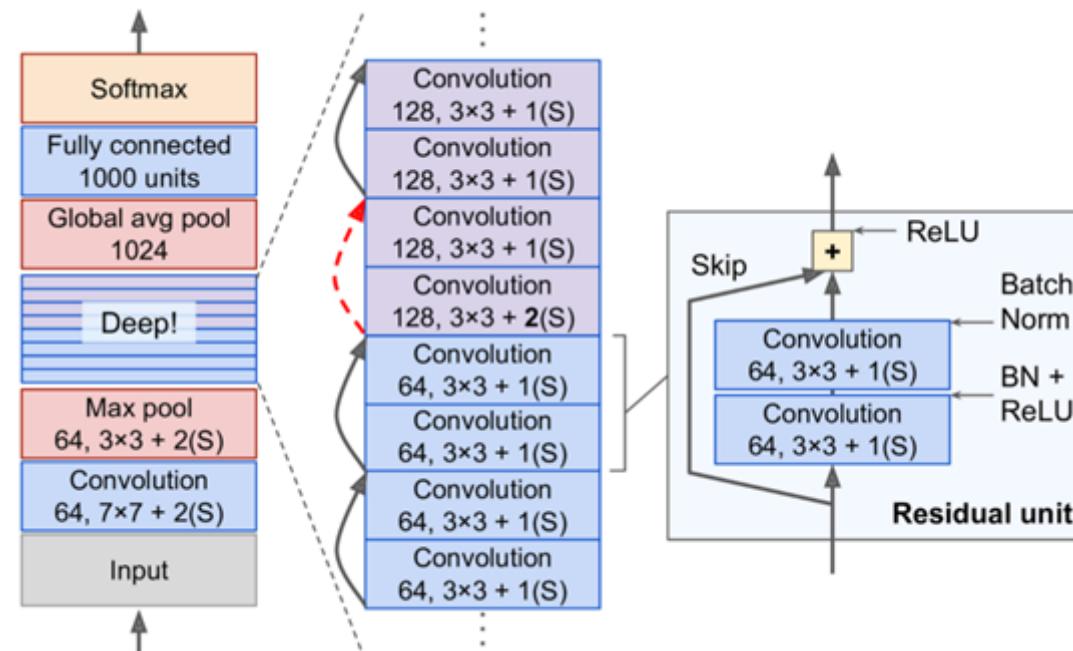 Softmax
Fully connected
1000 units
Global avg pool
1024
Deep!
Max pool
64, 3×3 + 2(S)
Convolution
64, 7×7 + 2(S)
Input
Convolution
128, 3×3 + 1(S)
Convolution
128, 3×3 + 1(S)
Convolution
128, 3×3 + 1(S)
Convolution
128, 3×3 + 2(S)
Convolution
64, 3×3 + 1(S)
Convolution
64, 3×3 + 1(S)
Convolution
64, 3×3 + 1(S)
Convolution
64, 3×3 + 1(S)
+
ReLU
Skip
Batch
Norm
Convolution
64, 3×3 + 1(S)
BN +
ReLU
Convolution
64, 3×3 + 1(S)
Residual unit